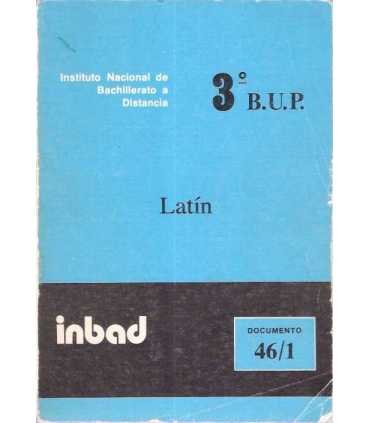 Instituto Nacional de
Bachillerato a
Distancia
3º B.U.P.
Latín
inbad
DOCUMENTO
46/1